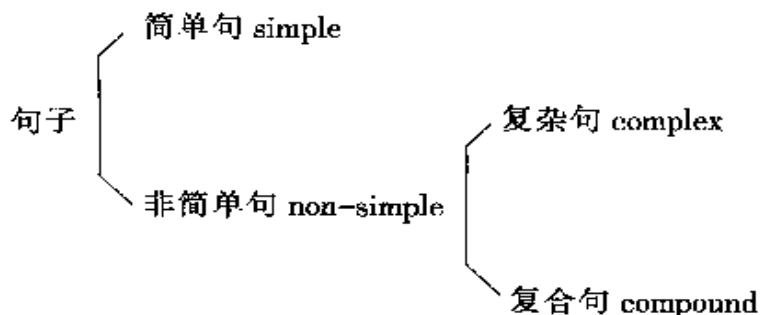 简单句 simple
句子
复杂句 complex
非简单句 non-simple
复合句 compound